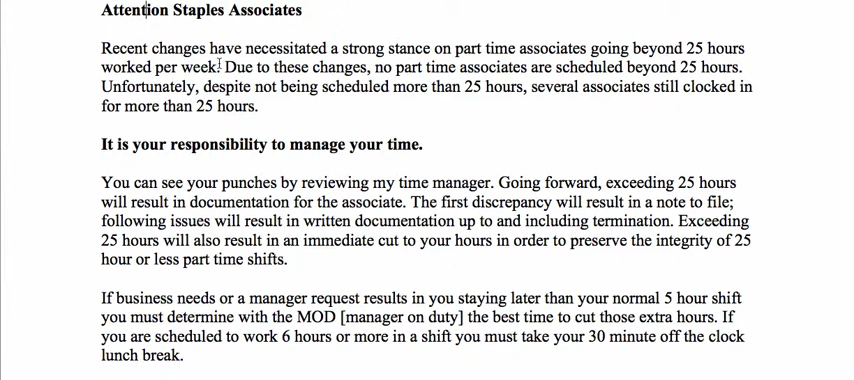 Attention Staples Associates
Recent changes have necessitated a strong stance on part time associates going beyond 25 hours
worked per week. Due to these changes, no part time associates are scheduled beyond 25 hours.
Unfortunately, despite not being scheduled more than 25 hours, several associates still clocked in
for more than 25 hours.
It is your responsibility to manage your time.
You can see your punches by reviewing my time manager. Going forward, exceeding 25 hours
will result in documentation for the associate. The first discrepancy will result in a note to file;
following issues will result in written documentation up to and including termination. Exceeding
25 hours will also result in an immediate cut to your hours in order to preserve the integrity of 25
hour or less part time shifts.
If business needs or a manager request results in you staying later than your normal 5 hour shift
you must determine with the MOD [manager on duty] the best time to cut those extra hours. If
you are scheduled to work 6 hours or more in a shift you must take your 30 minute off the clock
lunch break.